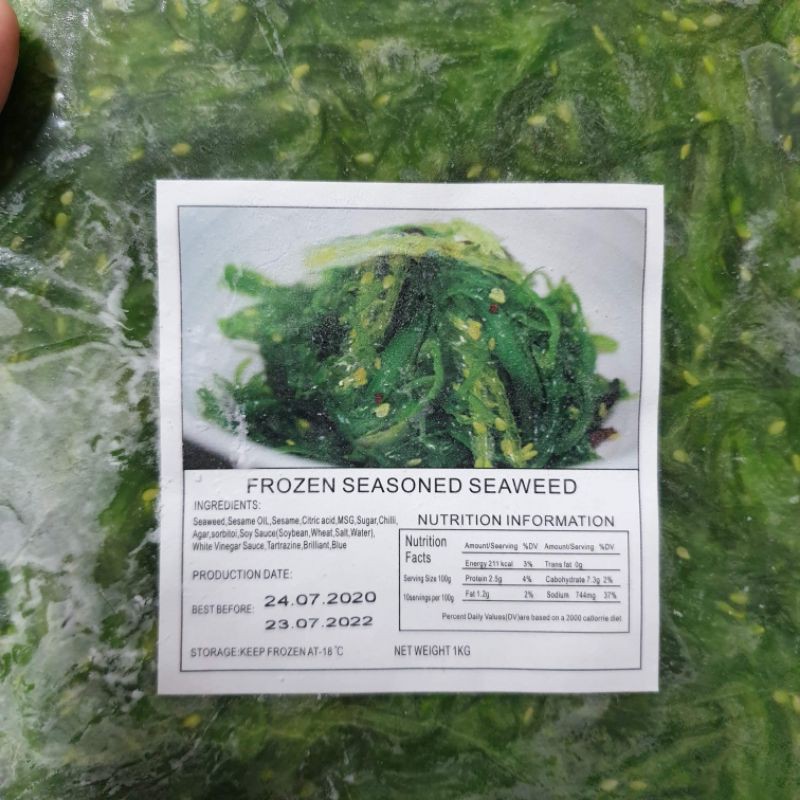 FROZEN SEASONED SEAWEED
INGREDIENTS:
Seaweed,Sesame OIL,Sesame,Citric acid,MSG,Sugar,Chilli,
Agar,sorbitol,Soy Sauce(Soybean,Wheat,Salt,Water),
White Vinegar Sauce,Tartrazine,Brilliant,Blue
PRODUCTION DATE:
24.07.2020
BEST BEFORE:
23.07.2022
STORAGE:KEEP FROZEN AT-18℃
NUTRITION INFORMATION
Nutrition Facts
Serving Size 100g
10servings per 100g
Amount/Seerving %DV Amount/Serving %DV
Energy 211 kcal 3% Trans fat 0g
Protein 2.5g 4% Cabohydrate 7.3g 2%
Fat 1.2g 2% Sodium 744mg 37%
Percent Daily Values(DV)are based on a 2000 callorrie diet
NET WEIGHT 1KG